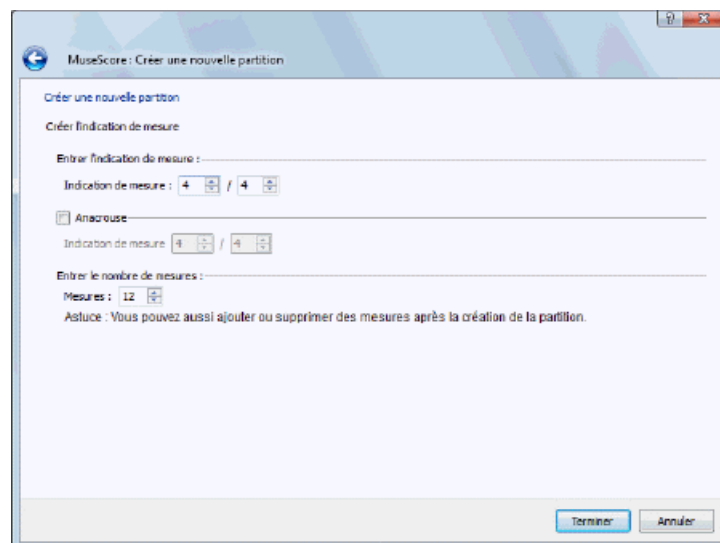 MuseScore : Créer une nouvelle partition
Créer une nouvelle partition
Créer l'indication de mesure
Entrer l'indication de mesure :
Indication de mesure : 4 / 4
Anacrouse
Indication de mesure 4 / 4
Entrer le nombre de mesures :
Mesures : 12
Astuce : Vous pouvez aussi ajouter ou supprimer des mesures après la création de la partition.
Terminer Annuler